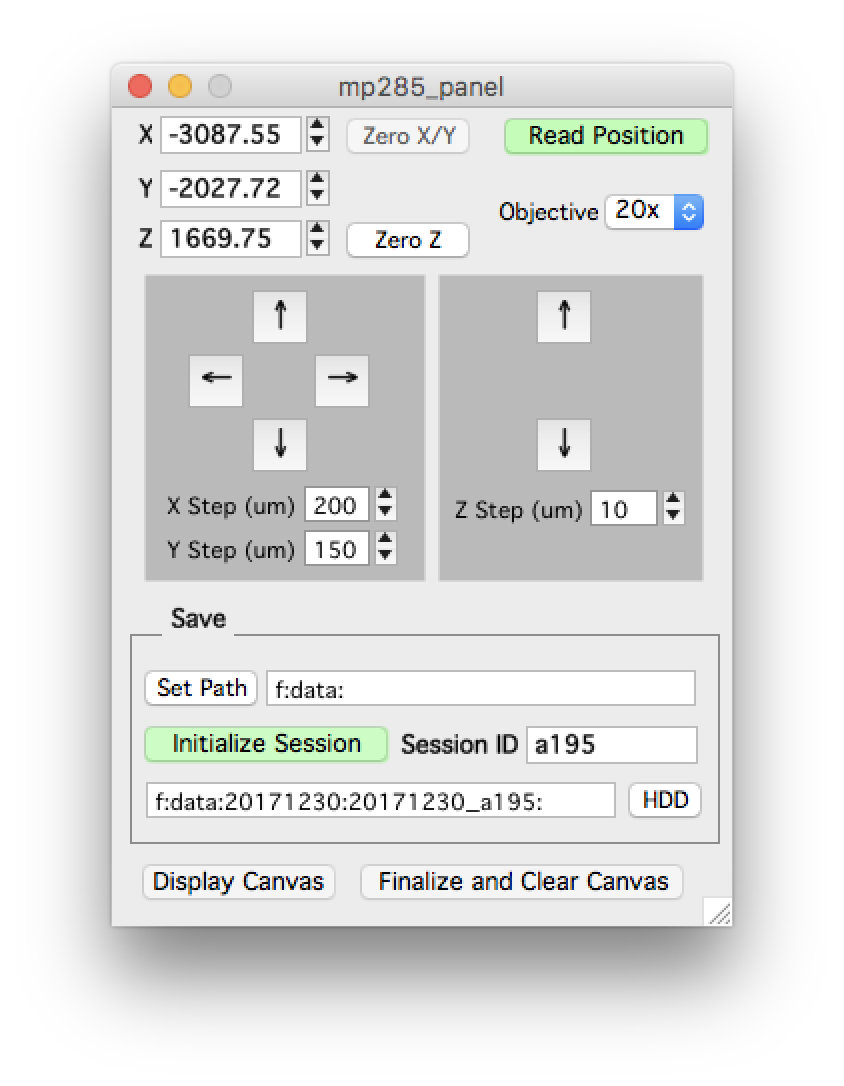 mp285_panel
X -3087.55 Zero X/Y Read Position
Y -2027.72
Objective 20x
Z 1669.75 Zero Z
↑ ↑
← →
↓ ↓
X Step (um) 200
Z Step (um) 10
Y Step (um) 150
Save
Set Path f:data:
Initialize Session Session ID a195
f:data:20171230:20171230_a195: HDD
Display Canvas Finalize and Clear Canvas